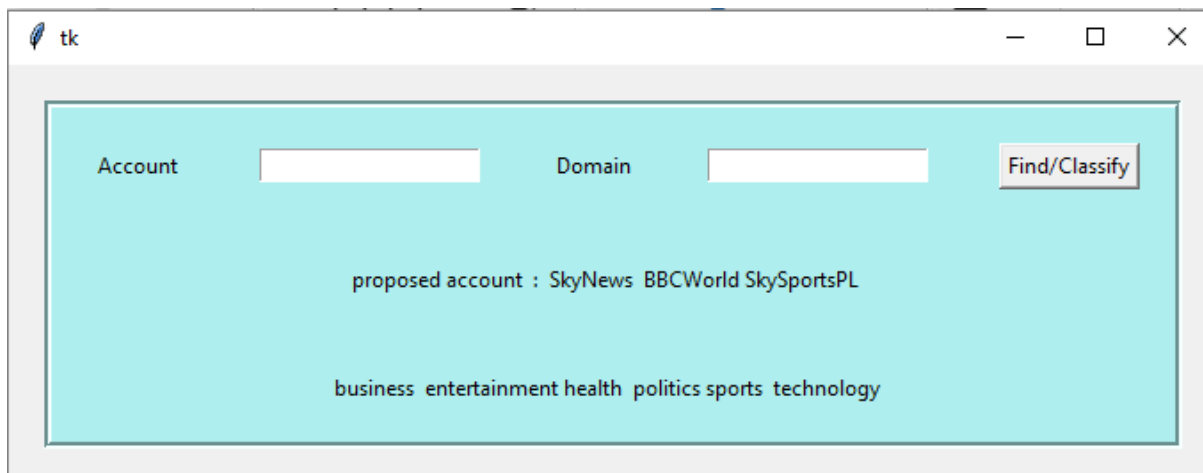 tk
Account Domain Find/Classify
proposed account : SkyNews BBCWorld SkySportsPL
business entertainment health politics sports technology